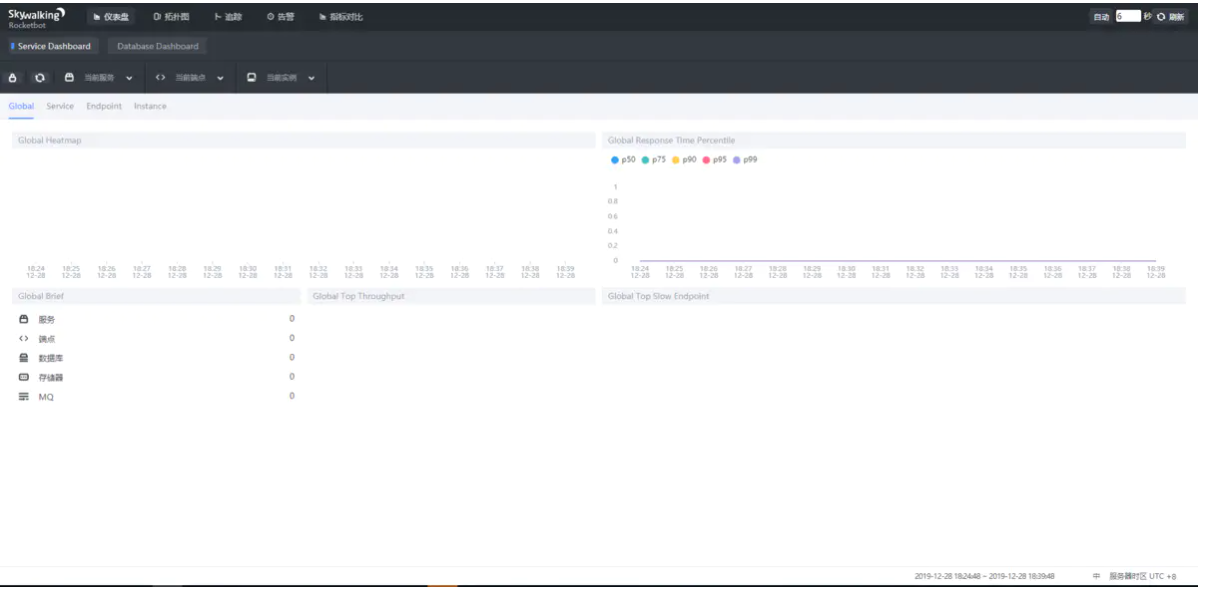 Skywalking 仪表盘 拓扑图 追踪 告警 指标对比 自动 6 秒 刷新
Rocketbot
Service Dashboard Database Dashboard
当前服务 当前端点 当前实例
Global Service Endpoint Instance
Global Heatmap Global Response Time Percentile
p50 p75 p90 p95 p99
1
0.8
0.6
0.4
0.2
0
18:24 18:25 18:26 18:27 18:28 18:29 18:30 18:31 18:32 18:33 18:34 18:35 18:36 18:37 18:38 18:39 18:24 18:25 18:26 18:27 18:28 18:29 18:30 18:31 18:32 18:33 18:34 18:35 18:36 18:37 18:38 18:39
12-28 12-28 12-28 12-28 12-28 12-28 12-28 12-28 12-28 12-28 12-28 12-28 12-28 12-28 12-28 12-28 12-28 12-28 12-28 12-28 12-28 12-28 12-28 12-28 12-28 12-28 12-28 12-28 12-28 12-28 12-28 12-28
Global Brief Global Top Throughput Global Top Slow Endpoint
服务 0
端点 0
数据库 0
存储器 0
MQ 0
2019-12-28 18:24:48 ~ 2019-12-28 18:39:48 中 服务器时区 UTC +8